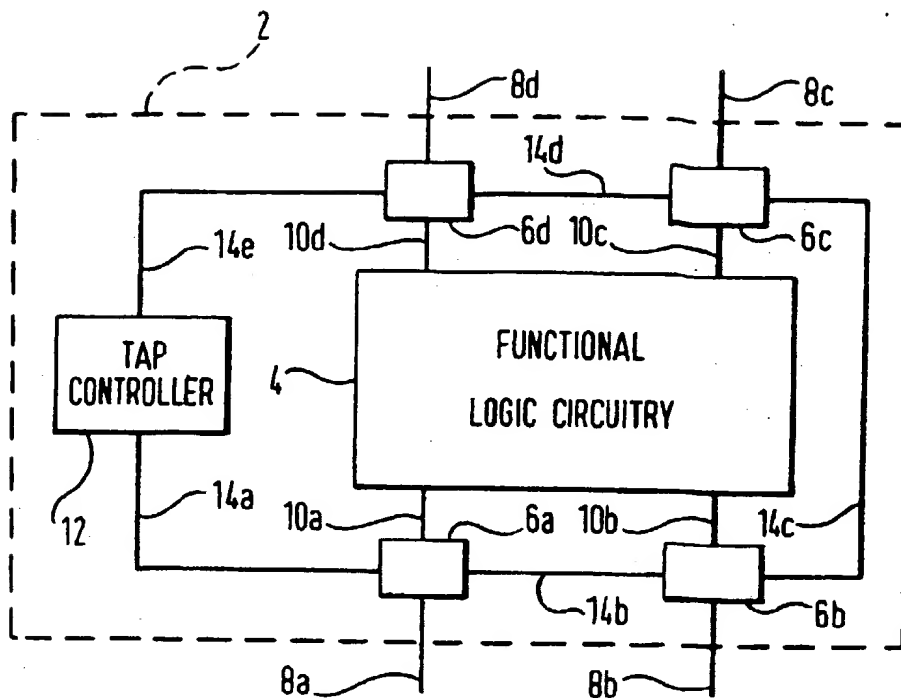 2
8d
8c
14d
10d
6d
10c
6c
14e
TAP
CONTROLLER
4
FUNCTIONAL
LOGIC CIRCUITRY
12
14a
10a
6a
10b
14c
14b
6b
8a
8b